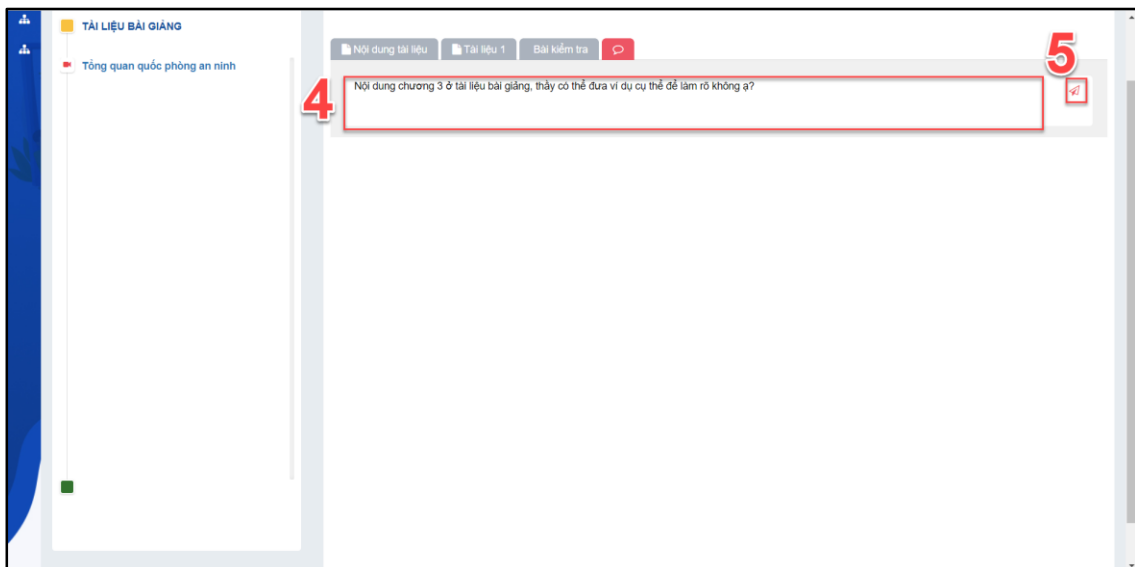 TÀI LIỆU BÀI GIẢNG
Tổng quan quốc phòng an ninh
Nội dung tài liệu
Tài liệu 1
Bài kiểm tra
5
4
Nội dung chương 3 ở tài liệu bài giảng, thầy có thể đưa ví dụ cụ thể để làm rõ không ạ?